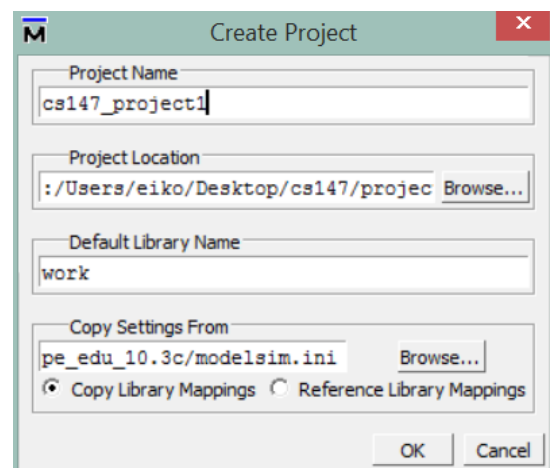 M Create Project
Project Name
cs147_project1
Project Location
:/Users/eiko/Desktop/cs147/projec Browse...
Default Library Name
work
Copy Settings From
pe_edu_10.3c/modelsim.ini Browse...
Copy Library Mappings Reference Library Mappings
OK Cancel